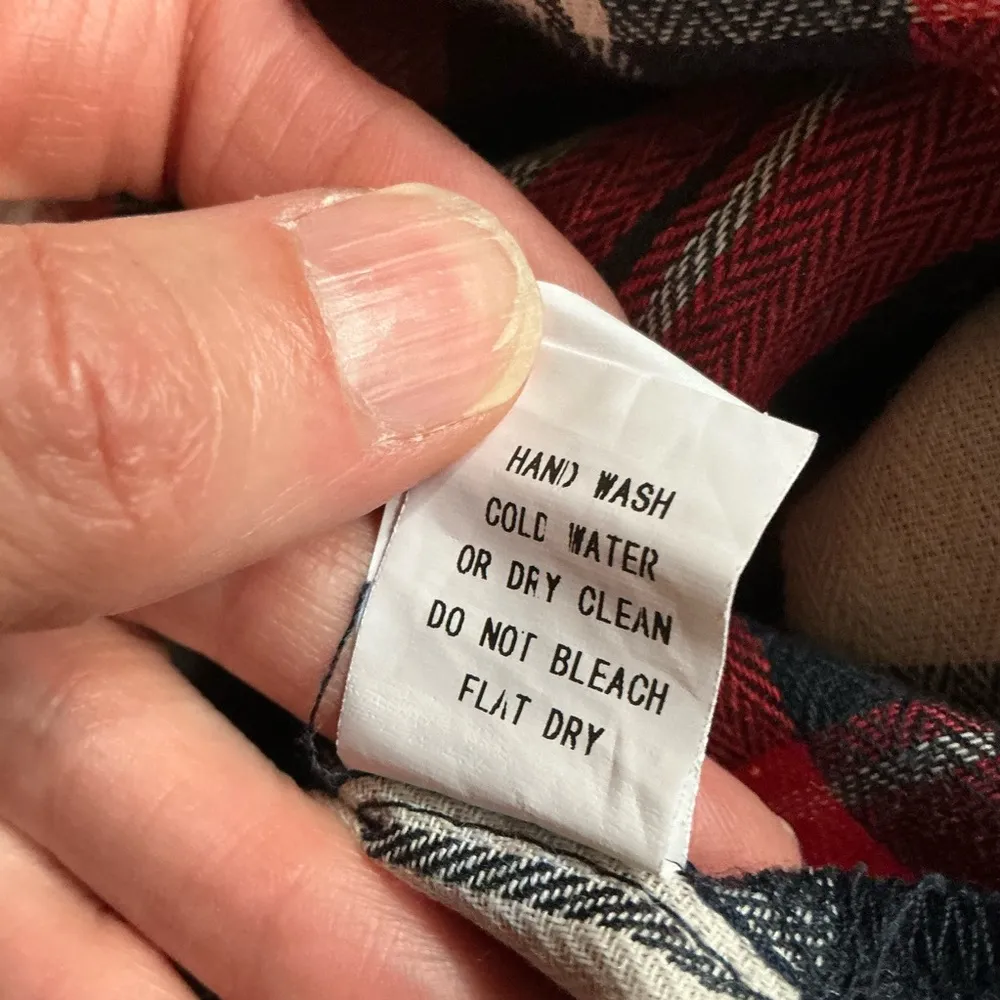 HAND WASH
COLD WATER
OR DRY CLEAN
DO NOT BLEACH
FLAT DRY